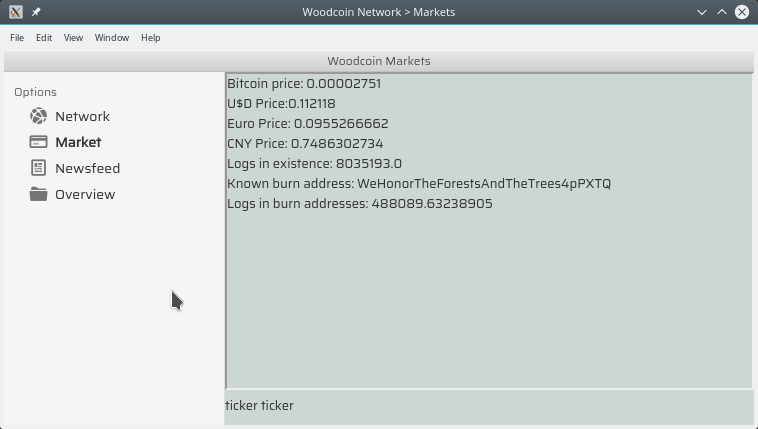 Woodcoin Network > Markets
File Edit View Window Help
Woodcoin Markets
Options
Network
Market
Newsfeed
Overview
Bitcoin price: 0.00002751
U$D Price:0.112118
Euro Price: 0.0955266662
CNY Price: 0.7486302734
Logs in existence: 8035193.0
Known burn address: WeHonorTheForestsAndTheTrees4pPXTQ
Logs in burn addresses: 488089.63238905
ticker ticker